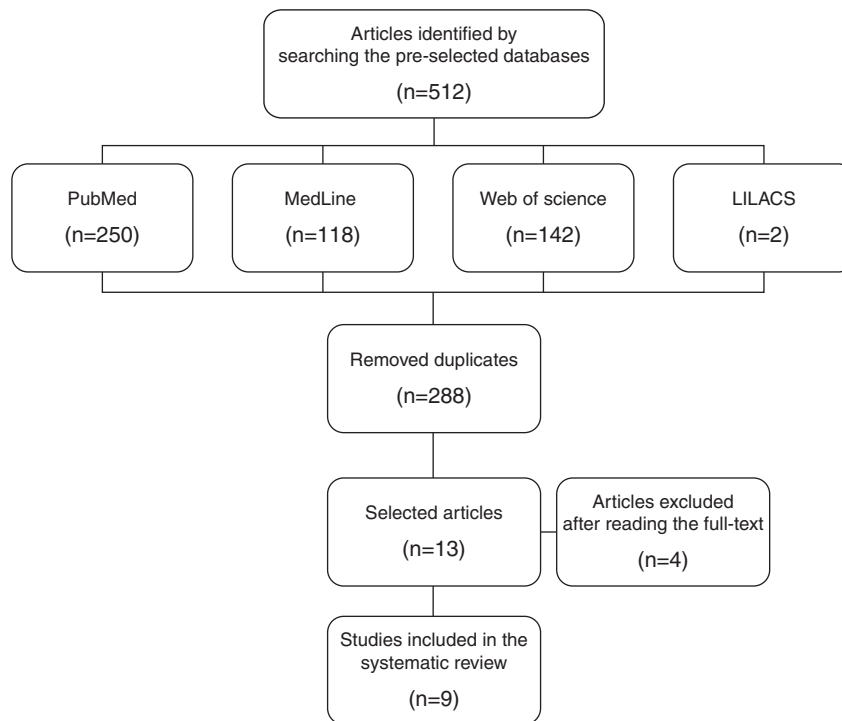 Articles identified by
searching the pre-selected databases
(n=512)
PubMed
(n=250)
MedLine
(n=118)
Web of science
(n=142)
LILACS
(n=2)
Removed duplicates
(n=288)
Selected articles
(n=13)
Articles excluded
after reading the full-text
(n=4)
Studies included in the
systematic review
(n=9)